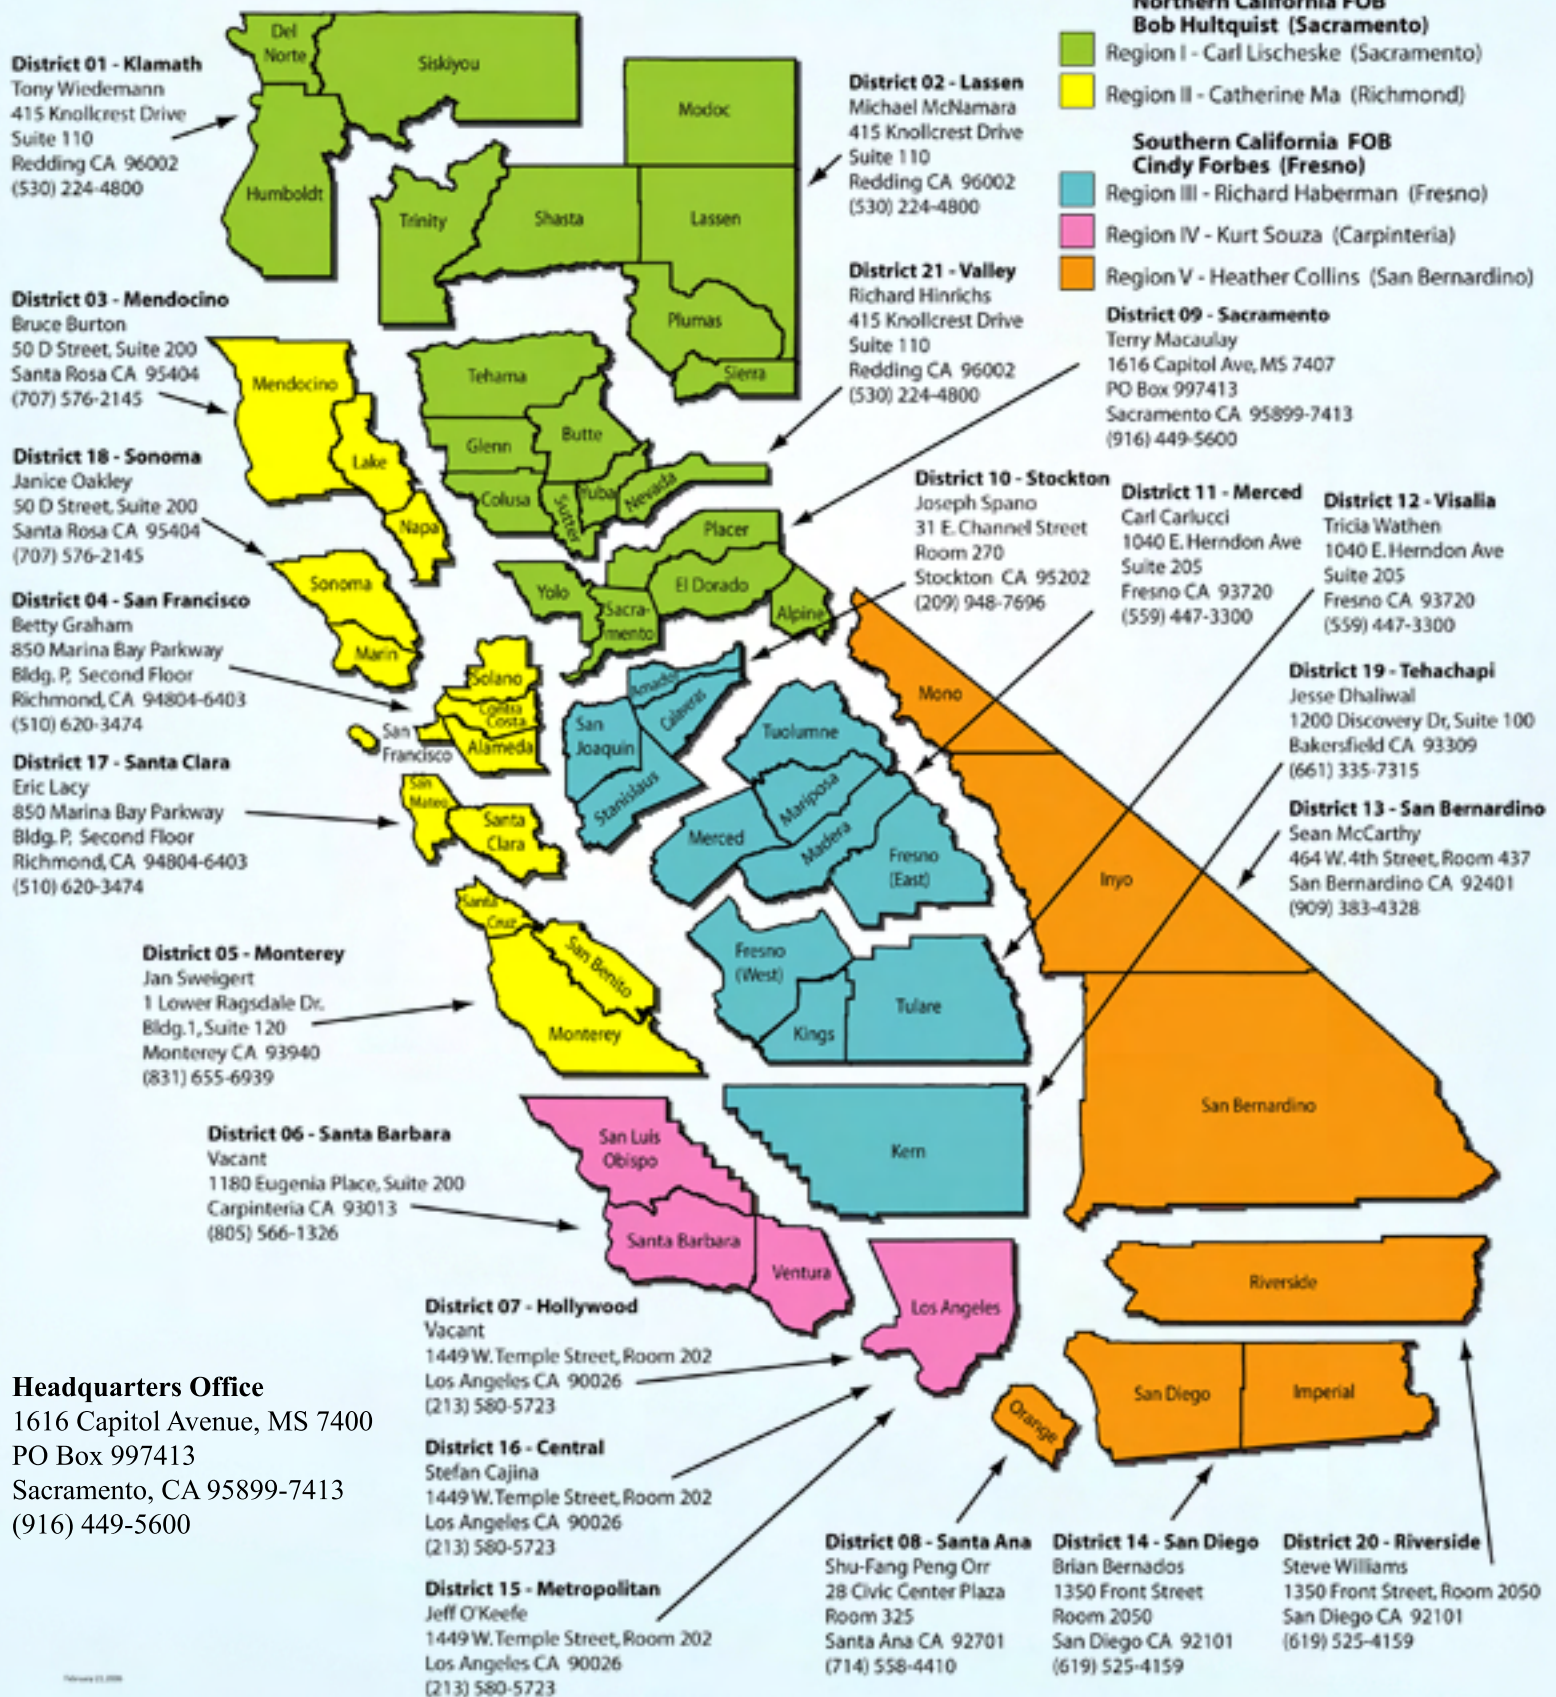 Northern California FOB
Bob Hultquist (Sacramento)
Region I - Carl Lischeske (Sacramento)
Region II - Catherine Ma (Richmond)
Southern California FOB
Cindy Forbes (Fresno)
Region III - Richard Haberman (Fresno)
Region IV - Kurt Souza (Carpinteria)
Region V - Heather Collins (San Bernardino)
District 01 - Klamath
Tony Wiedemann
415 Knollcrest Drive
Suite 110
Redding CA 96002
(530) 224-4800
District 02 - Lassen
Michael McNamara
415 Knollcrest Drive
Suite 110
Redding CA 96002
(530) 224-4800
District 21 - Valley
Richard Hinrichs
415 Knollcrest Drive
Suite 110
Redding CA 96002
(530) 224-4800
District 09 - Sacramento
Terry Macaulay
1616 Capitol Ave, MS 7407
PO Box 997413
Sacramento CA 95899-7413
(916) 449-5600
District 03 - Mendocino
Bruce Burton
50 D Street, Suite 200
Santa Rosa CA 95404
(707) 576-2145
District 18 - Sonoma
Janice Oakley
50 D Street, Suite 200
Santa Rosa CA 95404
(707) 576-2145
District 04 - San Francisco
Betty Graham
850 Marina Bay Parkway
Bldg. P, Second Floor
Richmond, CA 94804-6403
(510) 620-3474
District 17 - Santa Clara
Eric Lacy
850 Marina Bay Parkway
Bldg. P, Second Floor
Richmond, CA 94804-6403
(510) 620-3474
District 10 - Stockton
Joseph Spano
31 E. Channel Street
Room 270
Stockton CA 95202
(209) 948-7696
District 11 - Merced
Carl Carlucci
1040 E. Herndon Ave
Suite 205
Fresno CA 93720
(559) 447-3300
District 12 - Visalia
Tricia Wathen
1040 E. Herndon Ave
Suite 205
Fresno CA 93720
(559) 447-3300
District 19 - Tehachapi
Jesse Dhaliwal
1200 Discovery Dr, Suite 100
Bakersfield CA 93309
(661) 335-7315
District 13 - San Bernardino
Sean McCarthy
464 W. 4th Street, Room 437
San Bernardino CA 92401
(909) 383-4328
District 05 - Monterey
Jan Sweigert
1 Lower Ragsdale Dr.
Bldg.1, Suite 120
Monterey CA 93940
(831) 655-6939
District 06 - Santa Barbara
Vacant
1180 Eugenia Place, Suite 200
Carpinteria CA 93013
(805) 566-1326
District 07 - Hollywood
Vacant
1449 W. Temple Street, Room 202
Los Angeles CA 90026
(213) 580-5723
District 16 - Central
Stefan Cajina
1449 W. Temple Street, Room 202
Los Angeles CA 90026
(213) 580-5723
District 15 - Metropolitan
Jeff O'Keefe
1449 W. Temple Street, Room 202
Los Angeles CA 90026
(213) 580-5723
District 08 - Santa Ana
Shu-Fang Peng Orr
28 Civic Center Plaza
Room 325
Santa Ana CA 92701
(714) 558-4410
District 14 - San Diego
Brian Bernados
1350 Front Street
Room 2050
San Diego CA 92101
(619) 525-4159
District 20 - Riverside
Steve Williams
1350 Front Street, Room 2050
San Diego CA 92101
(619) 525-4159
Headquarters Office
1616 Capitol Avenue, MS 7400
PO Box 997413
Sacramento, CA 95899-7413
(916) 449-5600
Del
Norte
Siskiyou
Modoc
Humboldt
Trinity
Shasta
Lassen
Plumas
Sierra
Mendocino
Lake
Napa
Tehama
Glenn
Butte
Colusa
Sutter
Yuba
Nevada
Placer
El Dorado
Yolo
Sacra-
mento
Alpine
Sonoma
Marin
Solano
Contra
Costa
San
Francisco
Alameda
San
Mateo
Santa
Clara
Amador
Calaveras
San
Joaquin
Stanislaus
Tuolumne
Mariposa
Merced
Madera
Fresno
(East)
Mono
Inyo
Santa
Cruz
San Benito
Monterey
Fresno
(West)
Kings
Tulare
Kern
San Bernardino
San Luis
Obispo
Santa Barbara
Ventura
Los Angeles
Riverside
Orange
San Diego
Imperial